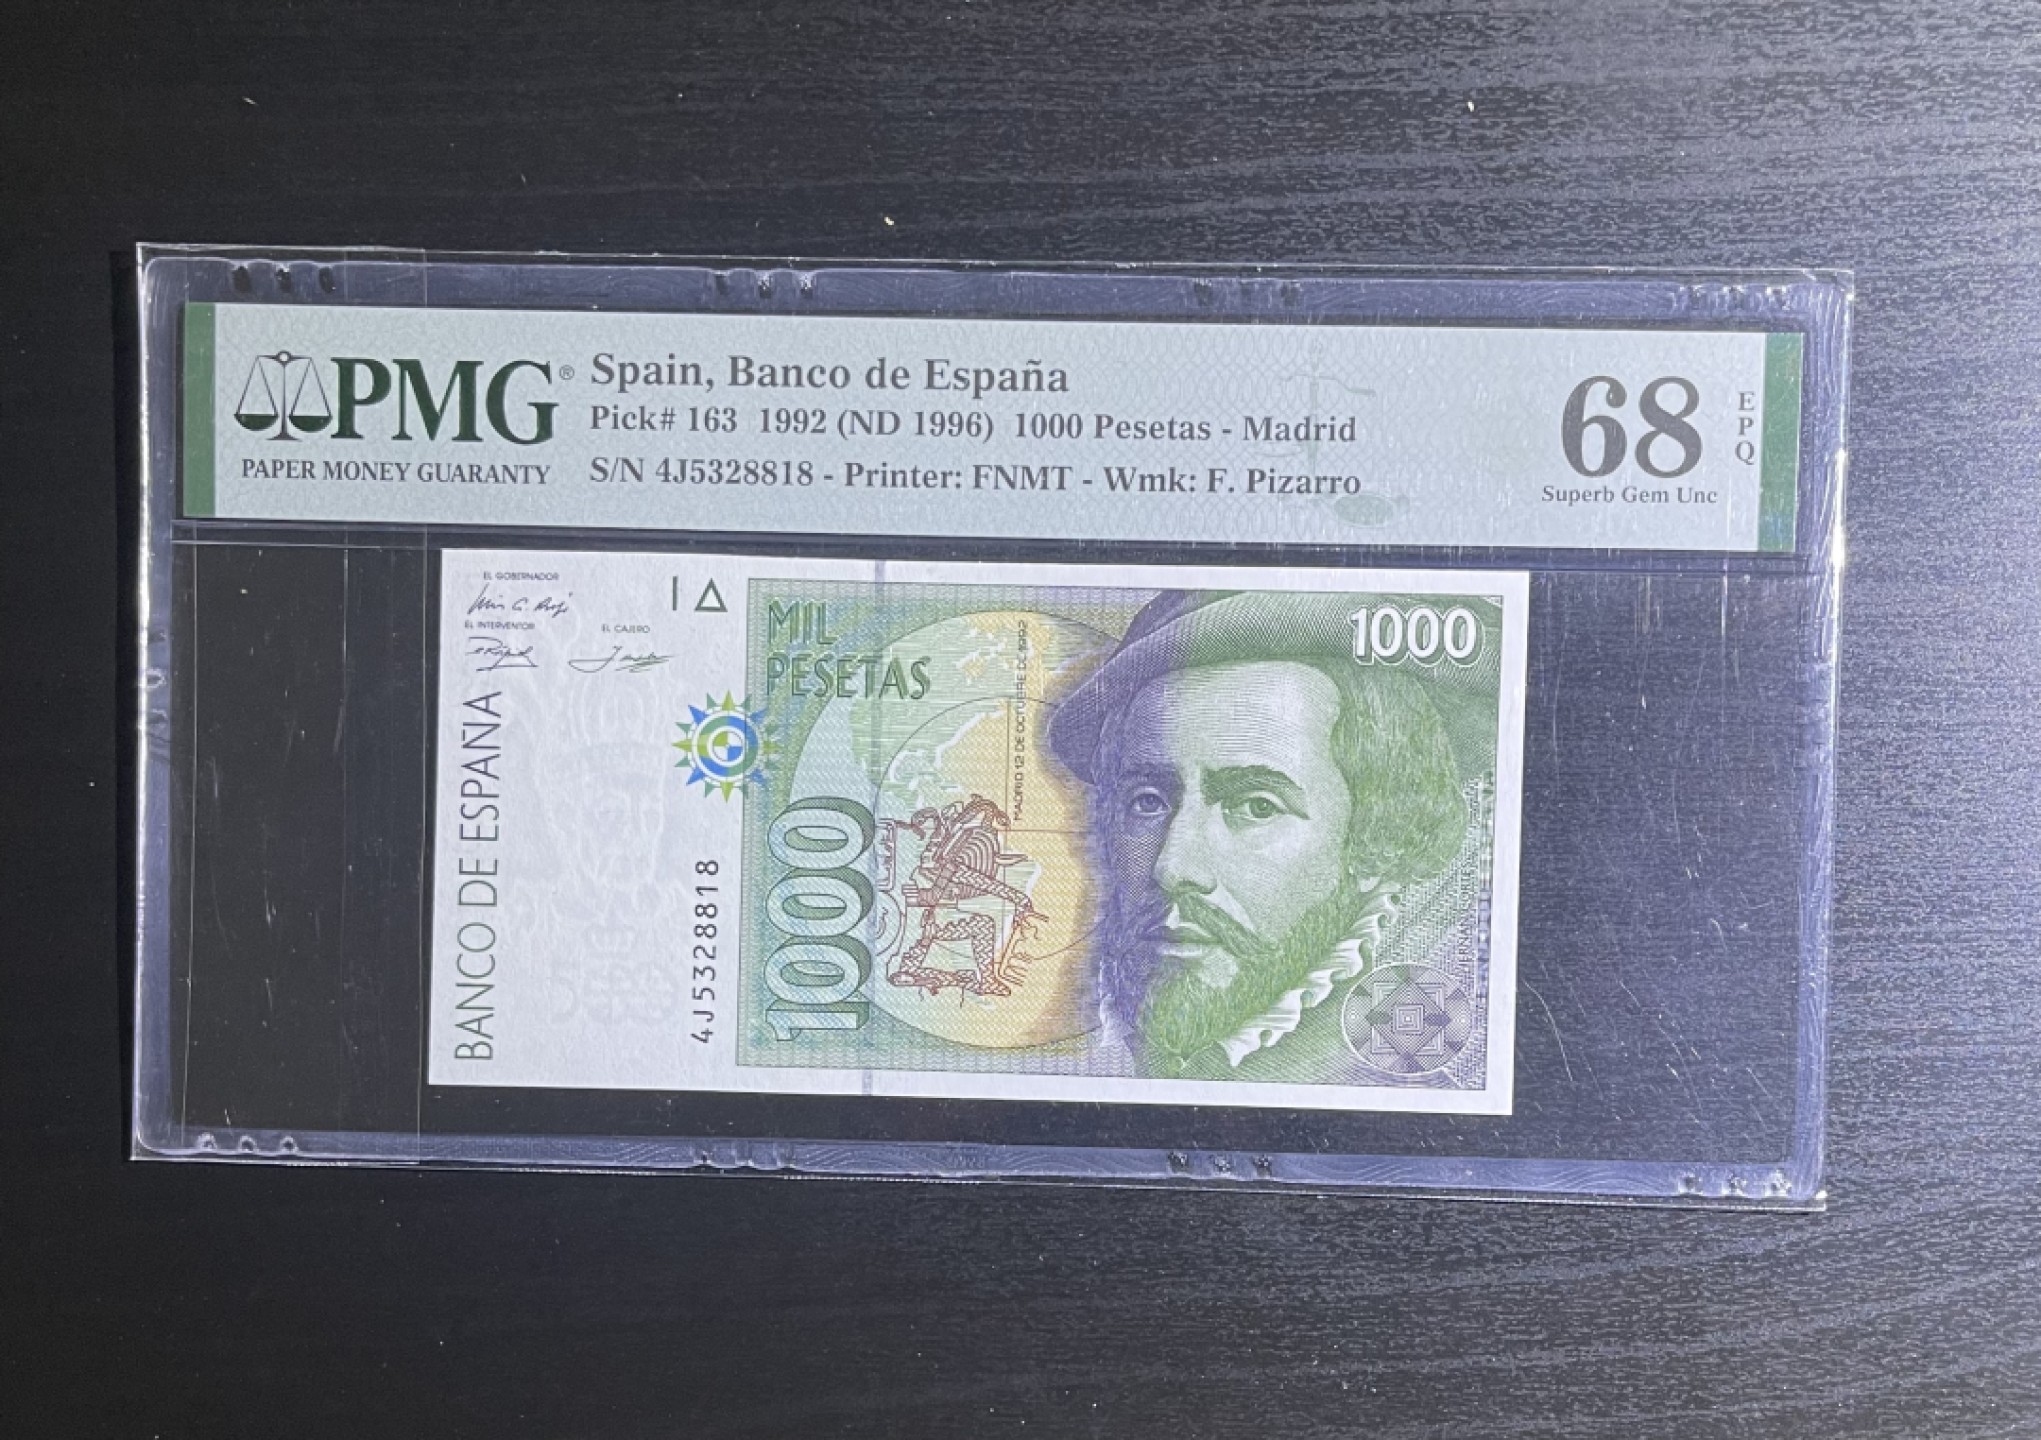 PMG®
PAPER MONEY GUARANTY
Spain, Banco de España
Pick# 163 1992 (ND 1996) 1000 Pesetas - Madrid
S/N 4J5328818 - Printer: FNMT - Wmk: F. Pizarro
68
EPQ
Superb Gem Unc
EL GOBERNADOR
EL INTERVENTOR
EL CAJERO
BANCO DE ESPAÑA
4J5328818
MIL
PESETAS
1000
MADRID 12 DE OCTUBRE DE 1992
1000